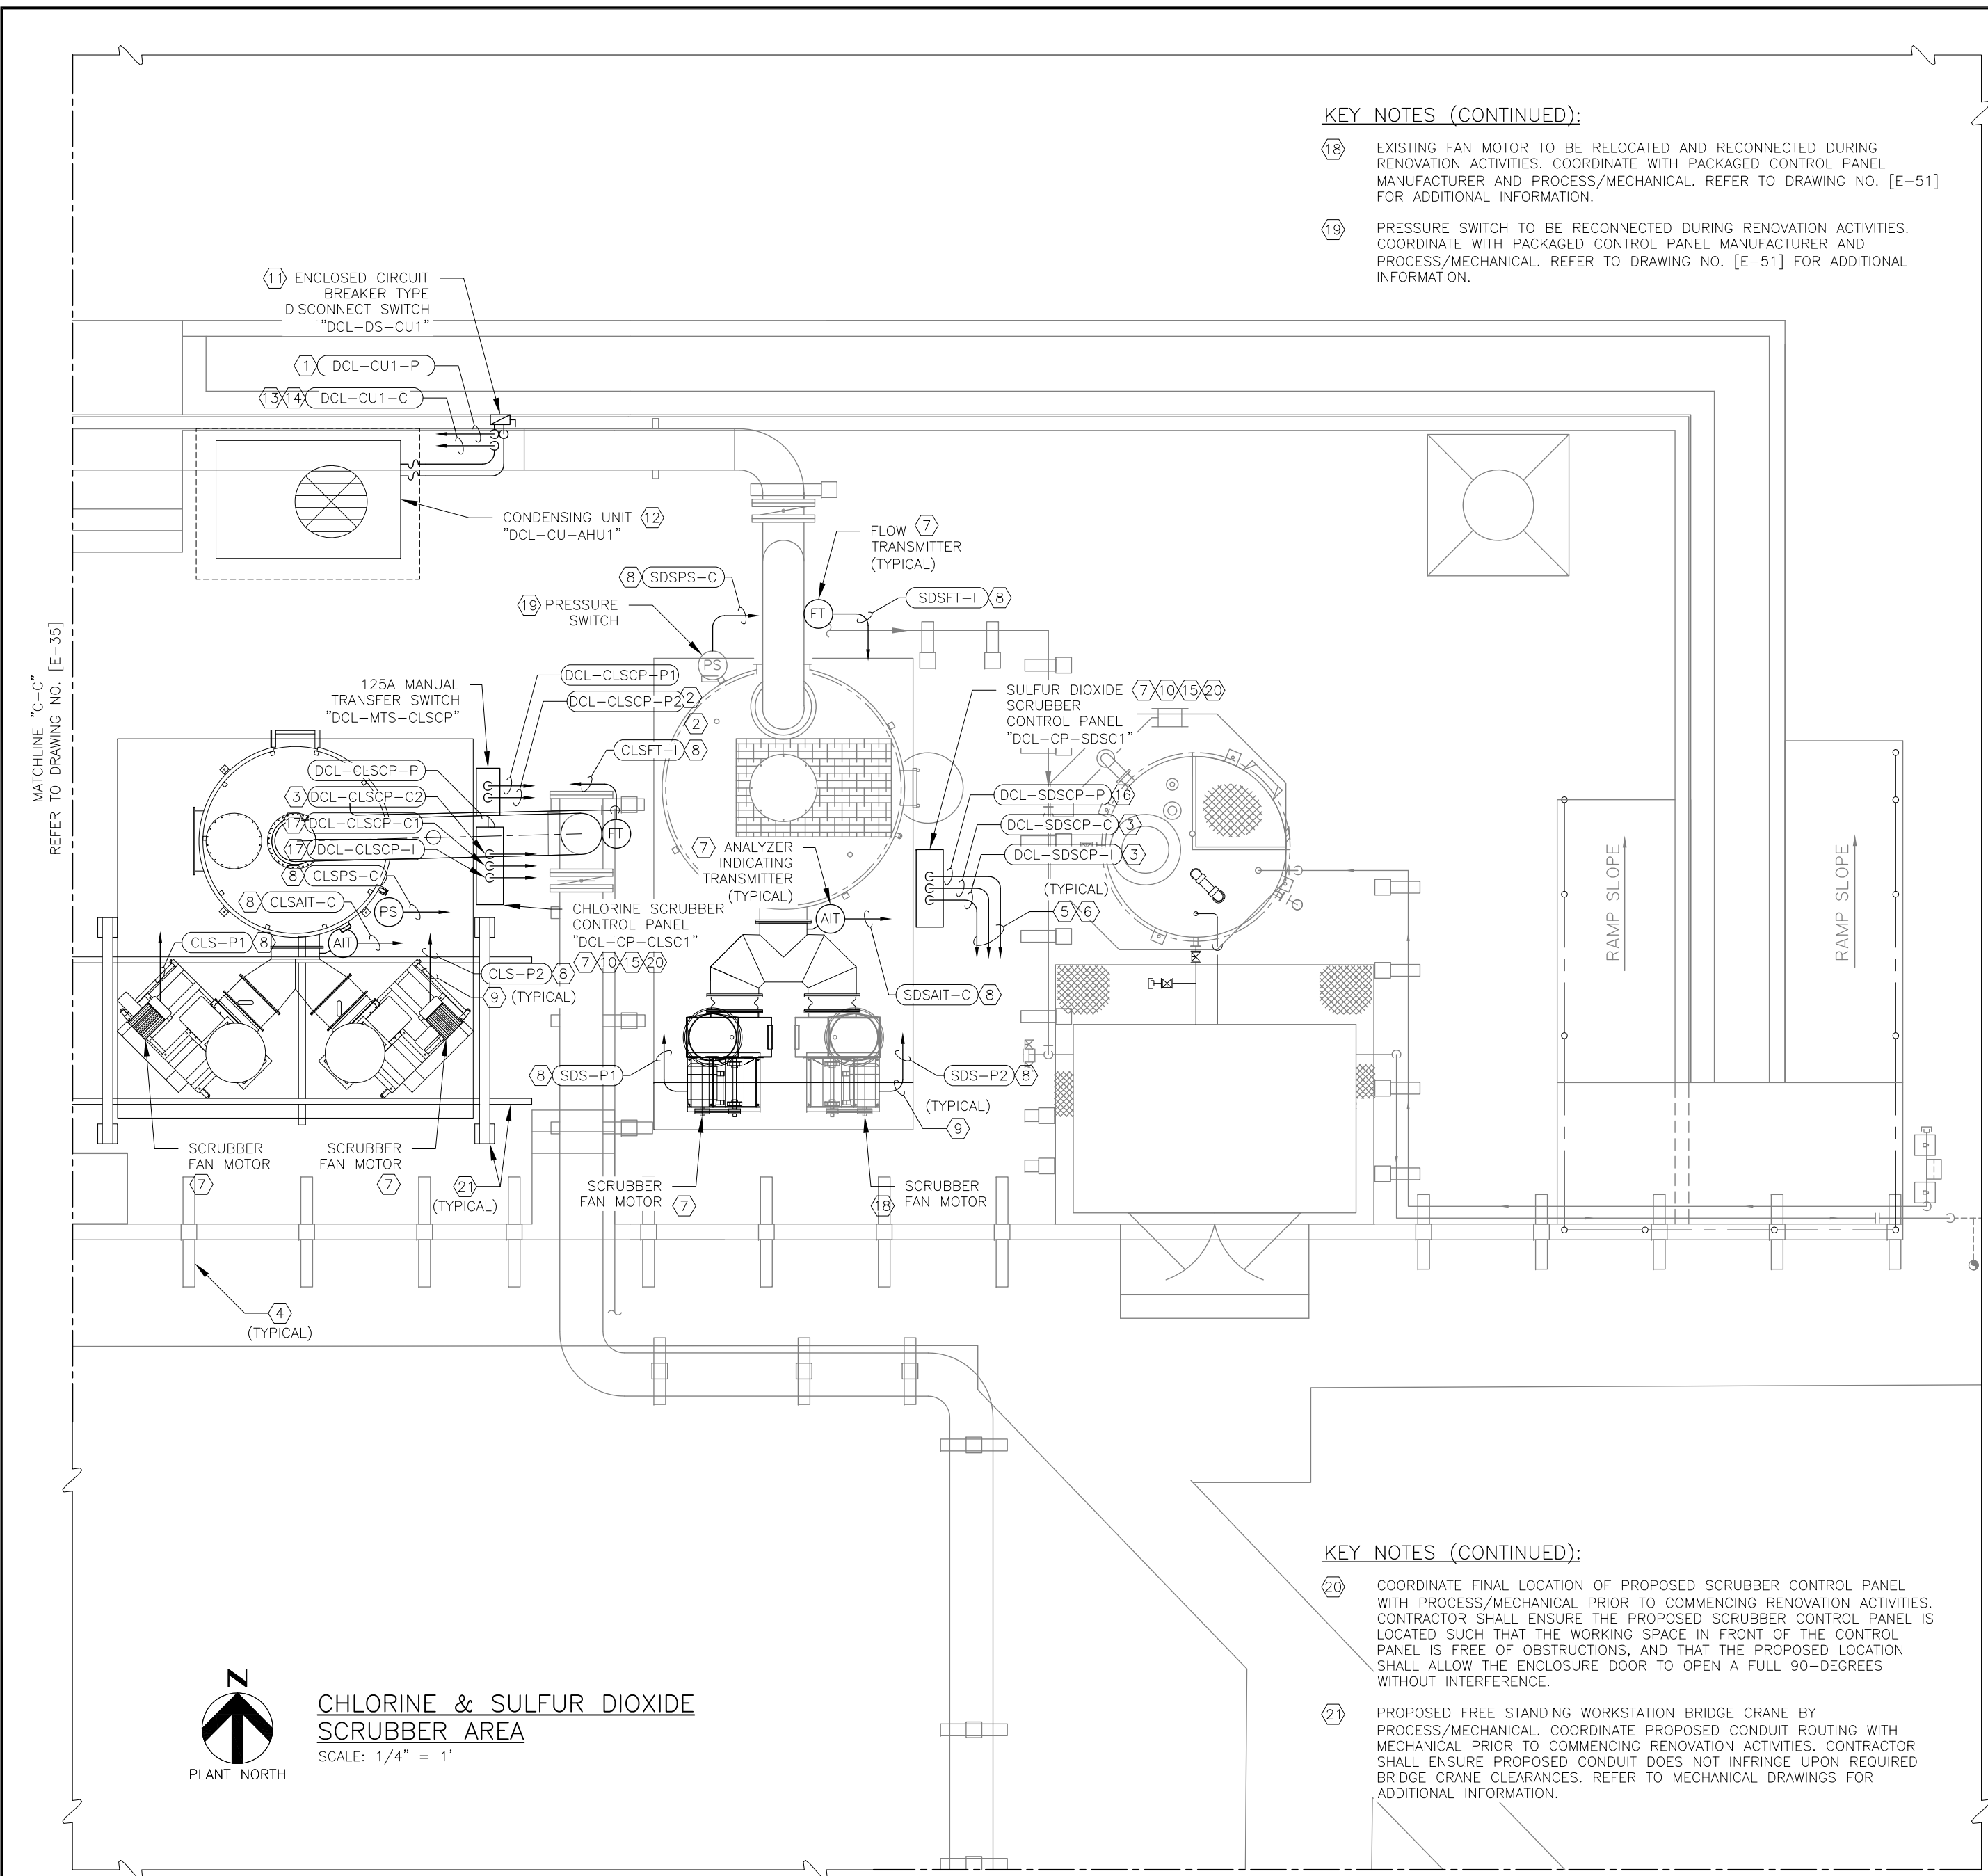 KEY NOTES (CONTINUED):
18 EXISTING FAN MOTOR TO BE RELOCATED AND RECONNECTED DURING
RENOVATION ACTIVITIES. COORDINATE WITH PACKAGED CONTROL PANEL
MANUFACTURER AND PROCESS/MECHANICAL. REFER TO DRAWING NO. [E-51]
FOR ADDITIONAL INFORMATION.
19 PRESSURE SWITCH TO BE RECONNECTED DURING RENOVATION ACTIVITIES.
COORDINATE WITH PACKAGED CONTROL PANEL MANUFACTURER AND
PROCESS/MECHANICAL. REFER TO DRAWING NO. [E-51] FOR ADDITIONAL
INFORMATION.
11 ENCLOSED CIRCUIT
BREAKER TYPE
DISCONNECT SWITCH
"DCL-DS-CU1"
1 DCL-CU1-P
13 14 DCL-CU1-C
CONDENSING UNIT 12
"DCL-CU-AHU1"
FLOW 7
TRANSMITTER
(TYPICAL)
8 SDSPS-C
SDSFT-I 8
19 PRESSURE
SWITCH
FT
PS
MATCHLINE "C-C"
REFER TO DRAWING NO. [E-35]
125A MANUAL
TRANSFER SWITCH
"DCL-MTS-CLSCP"
DCL-CLSCP-P1
2
DCL-CLSCP-P2
2
CLSFT-I 8
SULFUR DIOXIDE 7 10 15 20
SCRUBBER
CONTROL PANEL
"DCL-CP-SDSC1"
DCL-CLSCP-P
3 DCL-CLSCP-C2
17 DCL-CLSCP-C1
17 DCL-CLSCP-I
8 CLSPS-C
8 CLSAIT-C
FT
PS
AIT
7 ANALYZER
INDICATING
TRANSMITTER
(TYPICAL)
AIT
DCL-SDSCP-P 16
DCL-SDSCP-C 3
DCL-SDSCP-I 3
(TYPICAL)
5 6
CHLORINE SCRUBBER
CONTROL PANEL
"DCL-CP-CLSC1"
7 10 15 20
CLS-P1 8
CLS-P2 8
9 (TYPICAL)
SDSAIT-C 8
8 SDS-P1
SDS-P2 8
(TYPICAL)
9
RAMP SLOPE
RAMP SLOPE
SCRUBBER
FAN MOTOR
7
SCRUBBER
FAN MOTOR
7
21
(TYPICAL)
SCRUBBER
FAN MOTOR 7
SCRUBBER
18 FAN MOTOR
4
(TYPICAL)
KEY NOTES (CONTINUED):
20 COORDINATE FINAL LOCATION OF PROPOSED SCRUBBER CONTROL PANEL
WITH PROCESS/MECHANICAL PRIOR TO COMMENCING RENOVATION ACTIVITIES.
CONTRACTOR SHALL ENSURE THE PROPOSED SCRUBBER CONTROL PANEL IS
LOCATED SUCH THAT THE WORKING SPACE IN FRONT OF THE CONTROL
PANEL IS FREE OF OBSTRUCTIONS, AND THAT THE PROPOSED LOCATION
SHALL ALLOW THE ENCLOSURE DOOR TO OPEN A FULL 90-DEGREES
WITHOUT INTERFERENCE.
21 PROPOSED FREE STANDING WORKSTATION BRIDGE CRANE BY
PROCESS/MECHANICAL. COORDINATE PROPOSED CONDUIT ROUTING WITH
MECHANICAL PRIOR TO COMMENCING RENOVATION ACTIVITIES. CONTRACTOR
SHALL ENSURE PROPOSED CONDUIT DOES NOT INFRINGE UPON REQUIRED
BRIDGE CRANE CLEARANCES. REFER TO MECHANICAL DRAWINGS FOR
ADDITIONAL INFORMATION.
N
PLANT NORTH
CHLORINE & SULFUR DIOXIDE
SCRUBBER AREA
SCALE: 1/4" = 1'